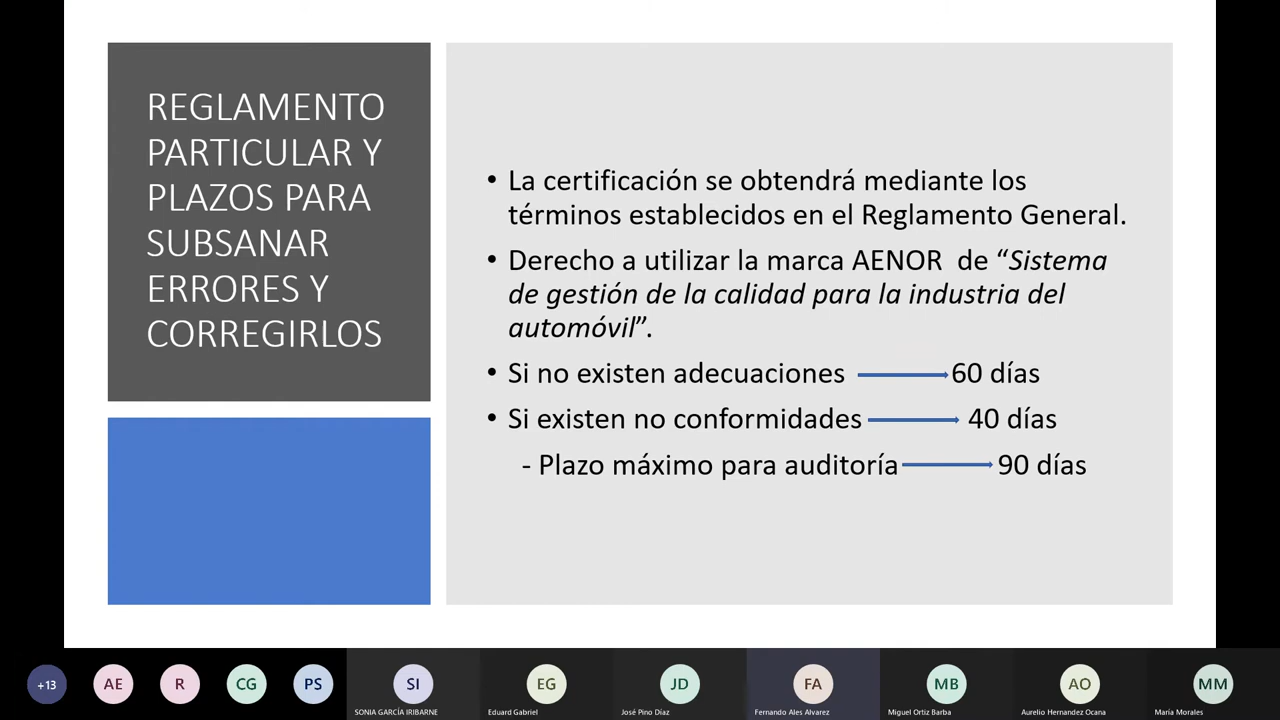 REGLAMENTO
PARTICULAR Y
PLAZOS PARA
SUBSANAR
ERRORES Y
CORREGIRLOS
• La certificación se obtendrá mediante los
términos establecidos en el Reglamento General.
• Derecho a utilizar la marca AENOR de “Sistema
de gestión de la calidad para la industria del
automóvil”.
• Si no existen adecuaciones 60 días
• Si existen no conformidades 40 días
- Plazo máximo para auditoría 90 días
+13 AE R CG PS SI EG JD FA MB AO MM
SONIA GARCÍA IRIBARNE Eduard Gabriel José Pino Díaz Fernando Ales Alvarez Miguel Ortiz Barba Aurelio Hernandez Ocana María Morales